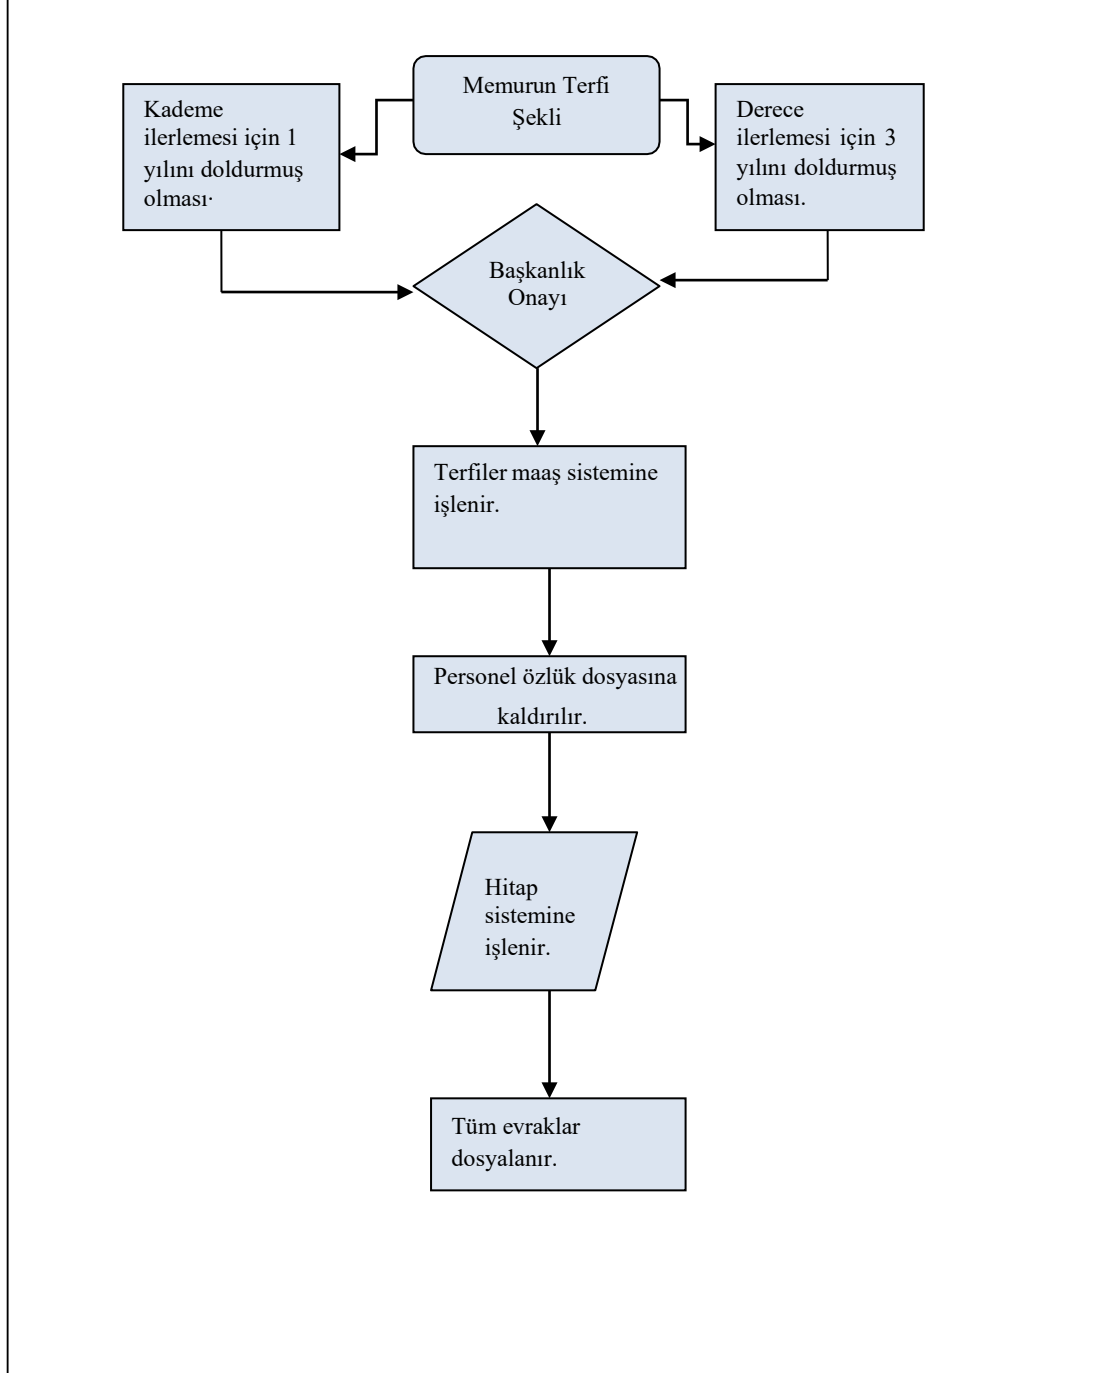 Memurun Terfi
Şekli
Kademe
ilerlemesi için 1
yılını doldurmuş
olması·
Derece
ilerlemesi için 3
yılını doldurmuş
olması.
Başkanlık
Onayı
Terfiler maaş sistemine
işlenir.
Personel özlük dosyasına
kaldırılır.
Hitap
sistemine
işlenir.
Tüm evraklar
dosyalanır.